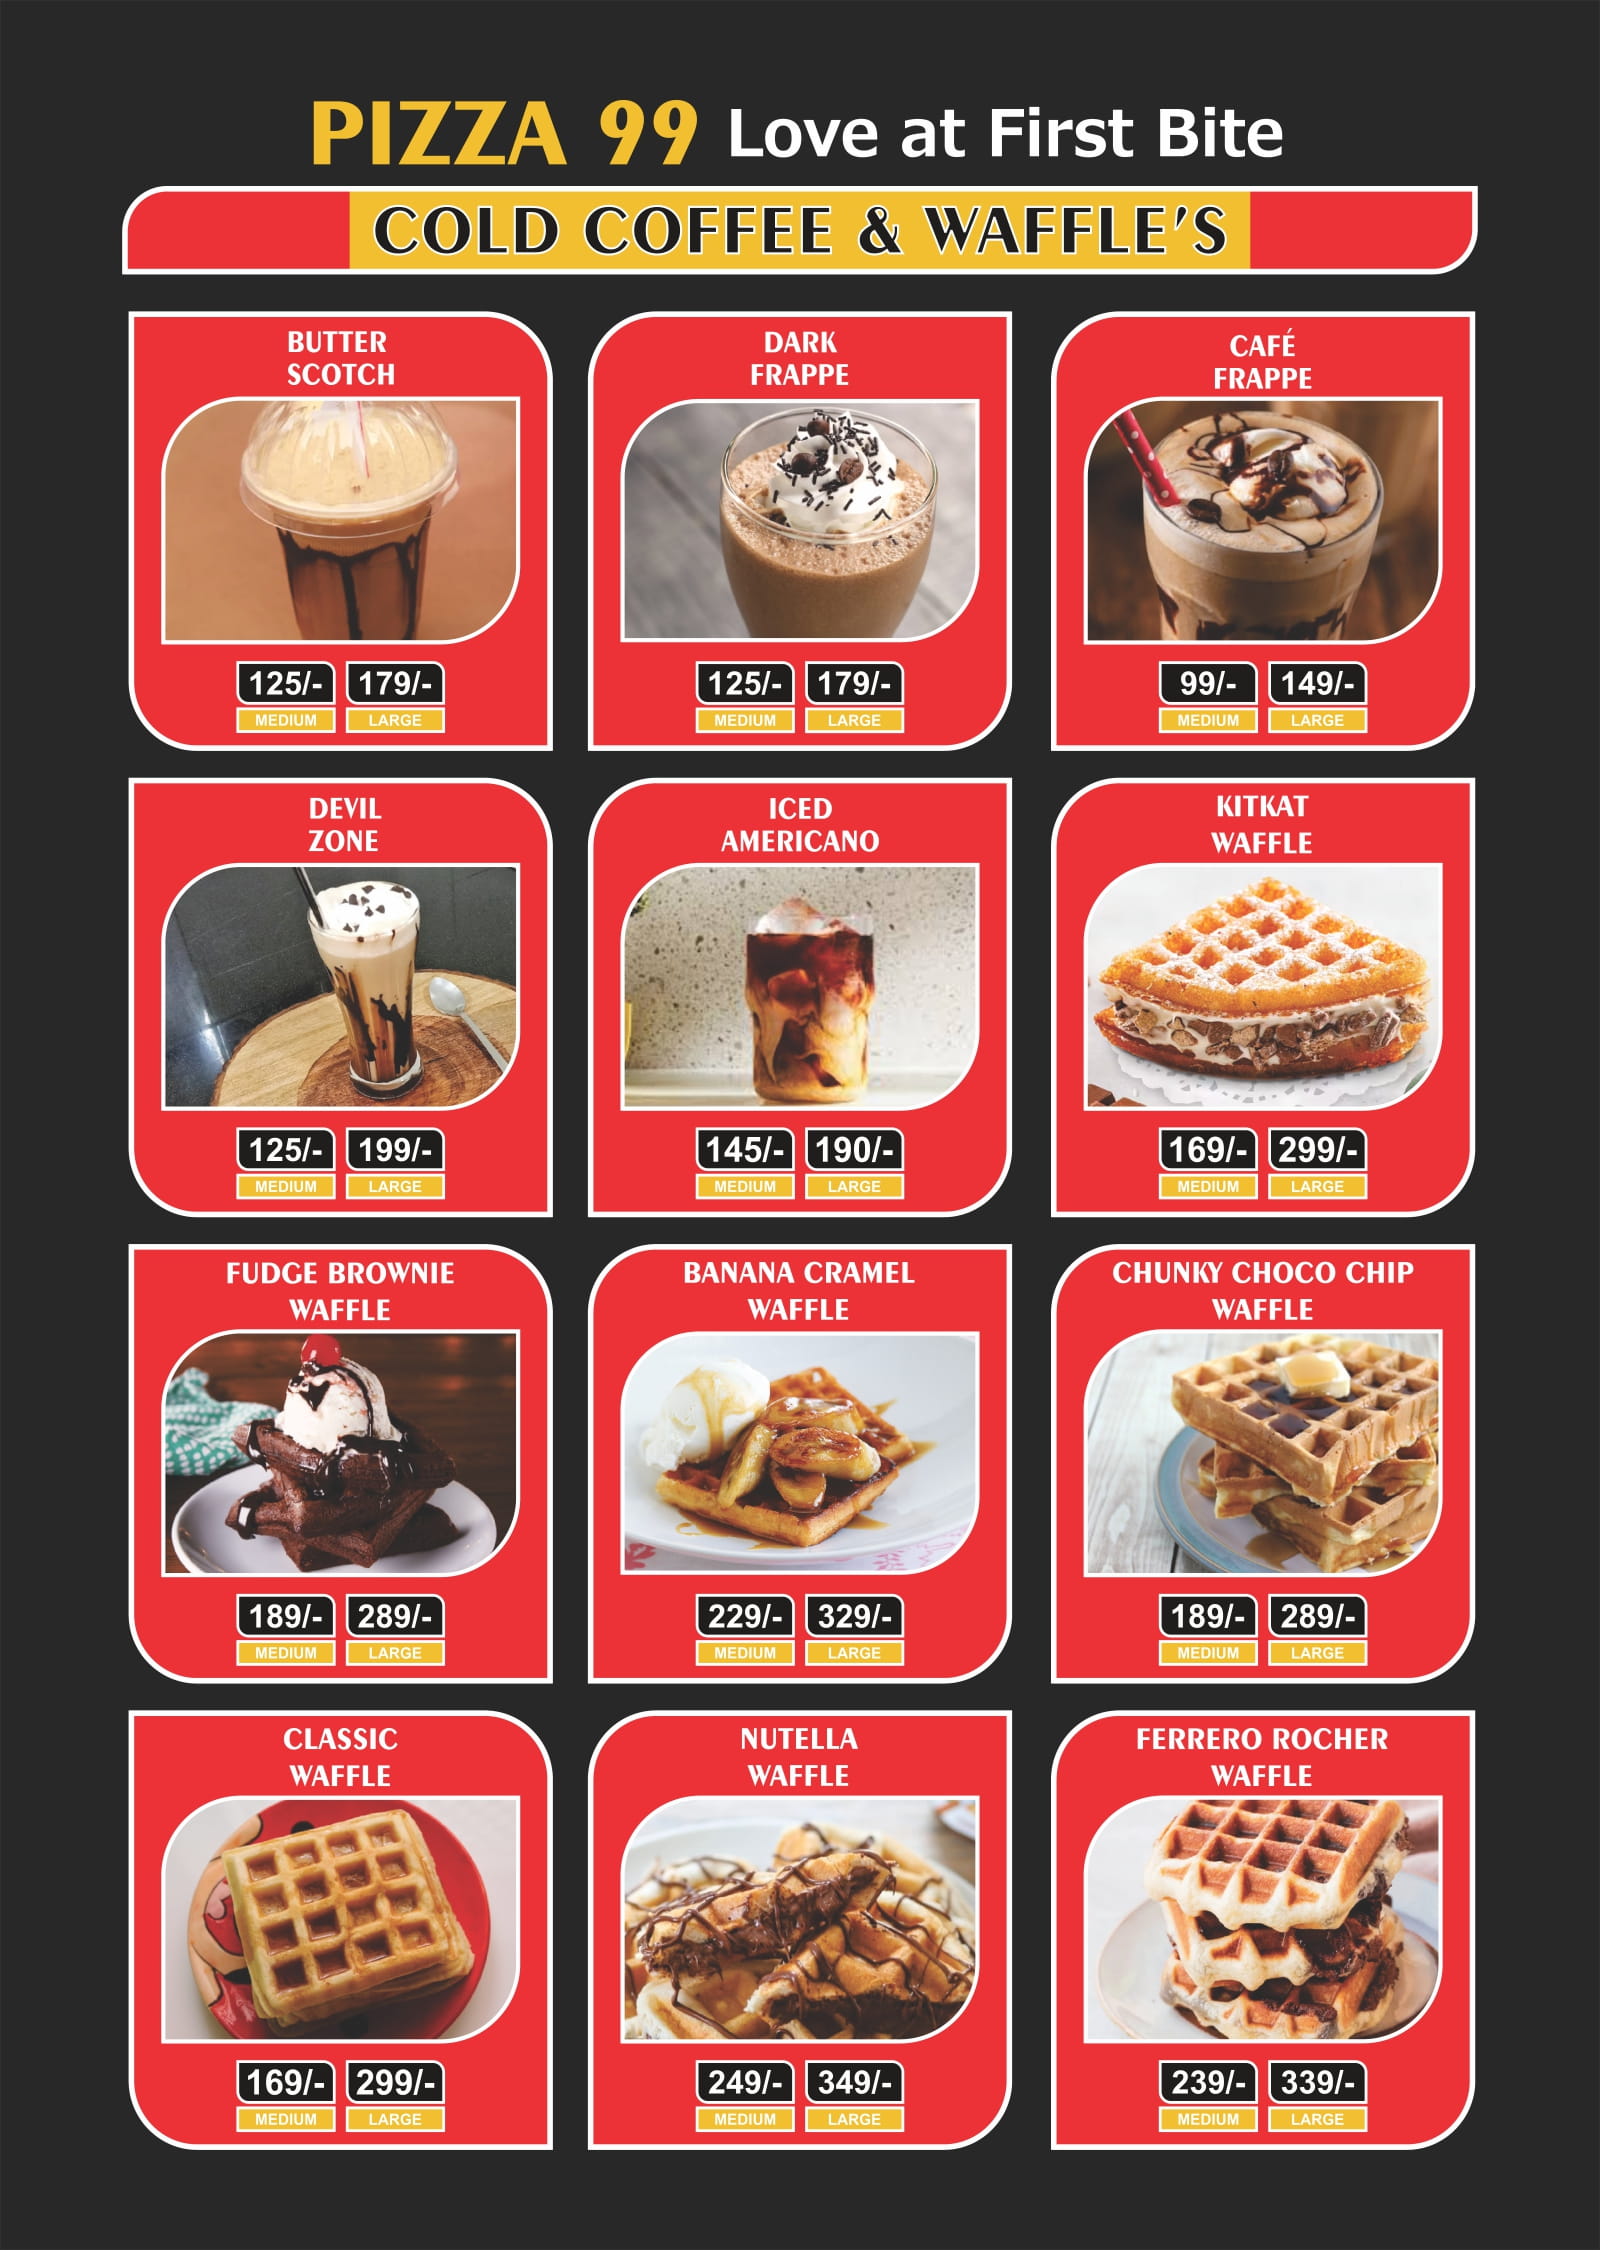 PIZZA 99 Love at First Bite
COLD COFFEE & WAFFLE'S
BUTTER
SCOTCH
125/- 179/-
MEDIUM LARGE
DARK
FRAPPE
125/- 179/-
MEDIUM LARGE
CAFÉ
FRAPPE
99/- 149/-
MEDIUM LARGE
DEVIL
ZONE
125/- 199/-
MEDIUM LARGE
ICED
AMERICANO
145/- 190/-
MEDIUM LARGE
KITKAT
WAFFLE
169/- 299/-
MEDIUM LARGE
FUDGE BROWNIE
WAFFLE
189/- 289/-
MEDIUM LARGE
BANANA CRAMEL
WAFFLE
229/- 329/-
MEDIUM LARGE
CHUNKY CHOCO CHIP
WAFFLE
189/- 289/-
MEDIUM LARGE
CLASSIC
WAFFLE
169/- 299/-
MEDIUM LARGE
NUTELLA
WAFFLE
249/- 349/-
MEDIUM LARGE
FERRERO ROCHER
WAFFLE
239/- 339/-
MEDIUM LARGE